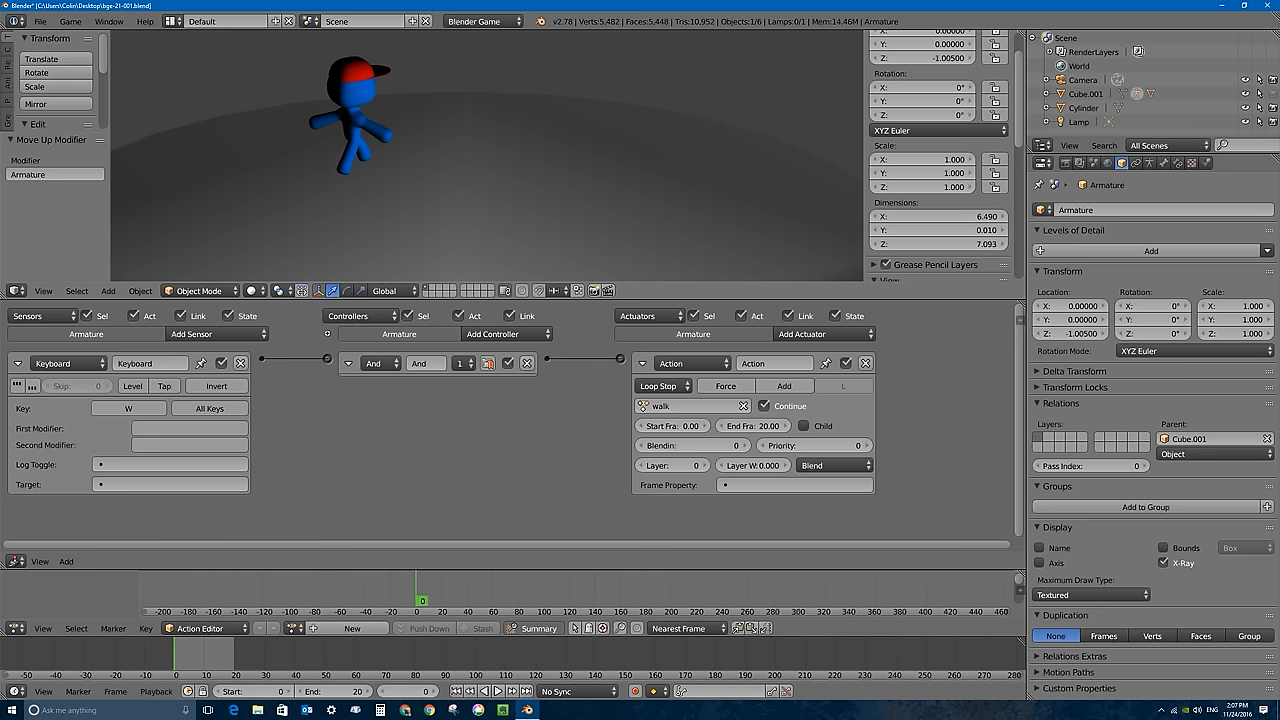 Blender* [C:\Users\Colin\Desktop\bge-21-001.blend]
File Game Window Help Default Scene Blender Game v2.78 | Verts:5,482 | Faces:5,448 | Tris:10,952 | Objects:1/6 | Lamps:0/1 | Mem:14.46M | Armature
Transform
Translate
Rotate
Scale
Mirror
Edit
Move Up Modifier
Modifier
Armature
X: 0.00000
Y: 0.00000
Z: -1.00500
Rotation:
X: 0°
Y: 0°
Z: 0°
XYZ Euler
Scale:
X: 1.000
Y: 1.000
Z: 1.000
Dimensions:
X: 6.490
Y: 0.010
Z: 7.093
Grease Pencil Layers
View
View Select Add Object Object Mode Global
Sensors Sel Act Link State Controllers Sel Act Link Actuators Sel Act Link State
Armature Add Sensor Armature Add Controller Armature Add Actuator
Keyboard Keyboard And And 1 Action Action
Skip: 0 Level Tap Invert Loop Stop Force Add L
Key: W All Keys walk Continue
First Modifier: Start Fra: 0.00 End Fra: 20.00 Child
Second Modifier: Blendin: 0 Priority: 0
Log Toggle: Layer: 0 Layer W:0.000 Blend
Target: Frame Property:
View Add
0
-200 -180 -160 -140 -120 -100 -80 -60 -40 -20 0 20 40 60 80 100 120 140 160 180 200 220 240 260 280 300 320 340 360 380 400 420 440 460
View Select Marker Key Action Editor New Push Down Stash Summary Nearest Frame
-50 -40 -30 -20 -10 0 10 20 30 40 50 60 70 80 90 100 110 120 130 140 150 160 170 180 190 200 210 220 230 240 250 260 270 280
View Marker Frame Playback Start: 0 End: 20 0 No Sync
Scene
RenderLayers
World
Camera
Cube.001
Cylinder
Lamp
View Search All Scenes
Armature
Armature
Levels of Detail
Add
Transform
Location: Rotation: Scale:
X: 0.00000 X: 0° X: 1.000
Y: 0.00000 Y: 0° Y: 1.000
Z: -1.00500 Z: 0° Z: 1.000
Rotation Mode: XYZ Euler
Delta Transform
Transform Locks
Relations
Layers: Parent:
Cube.001
Object
Pass Index: 0
Groups
Add to Group
Display
Name Bounds Box
Axis X-Ray
Maximum Draw Type:
Textured
Duplication
None Frames Verts Faces Group
Relations Extras
Motion Paths
Custom Properties
Ask me anything ENG 2:07 PM
11/24/2016